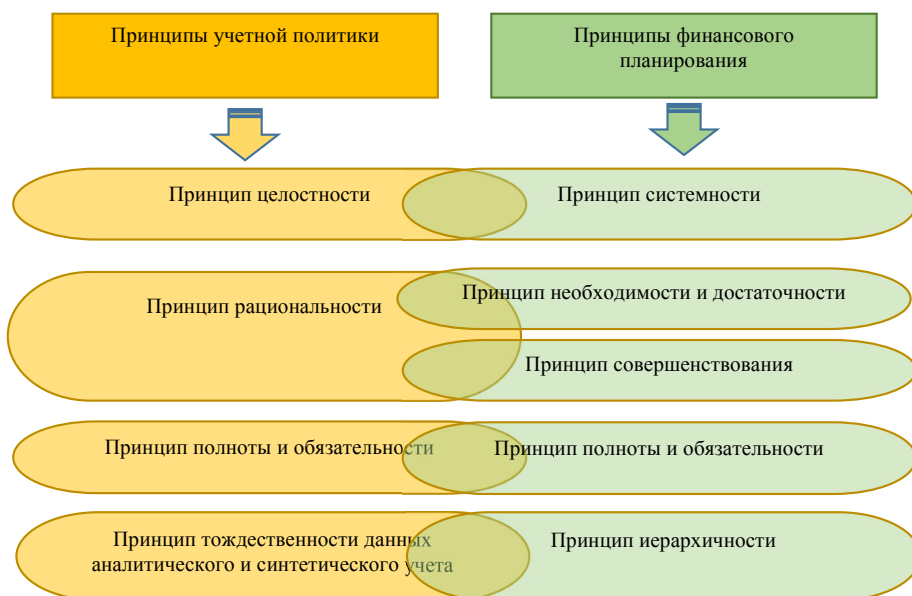 Принципы учетной политики
Принципы финансового
планирования
Принцип целостности
Принцип системности
Принцип рациональности
Принцип необходимости и достаточности
Принцип совершенствования
Принцип полноты и обязательности
Принцип полноты и обязательности
Принцип тождественности данных
аналитического и синтетического учета
Принцип иерархичности